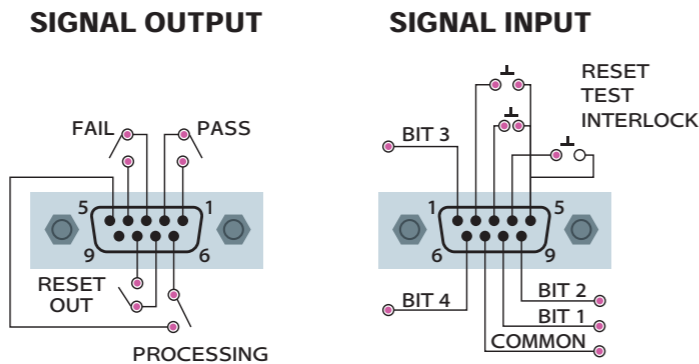 SIGNAL OUTPUT
FAIL
PASS
5
1
9
6
RESET
OUT
PROCESSING
SIGNAL INPUT
RESET
TEST
INTERLOCK
BIT 3
1
5
6
9
BIT 4
BIT 2
BIT 1
COMMON